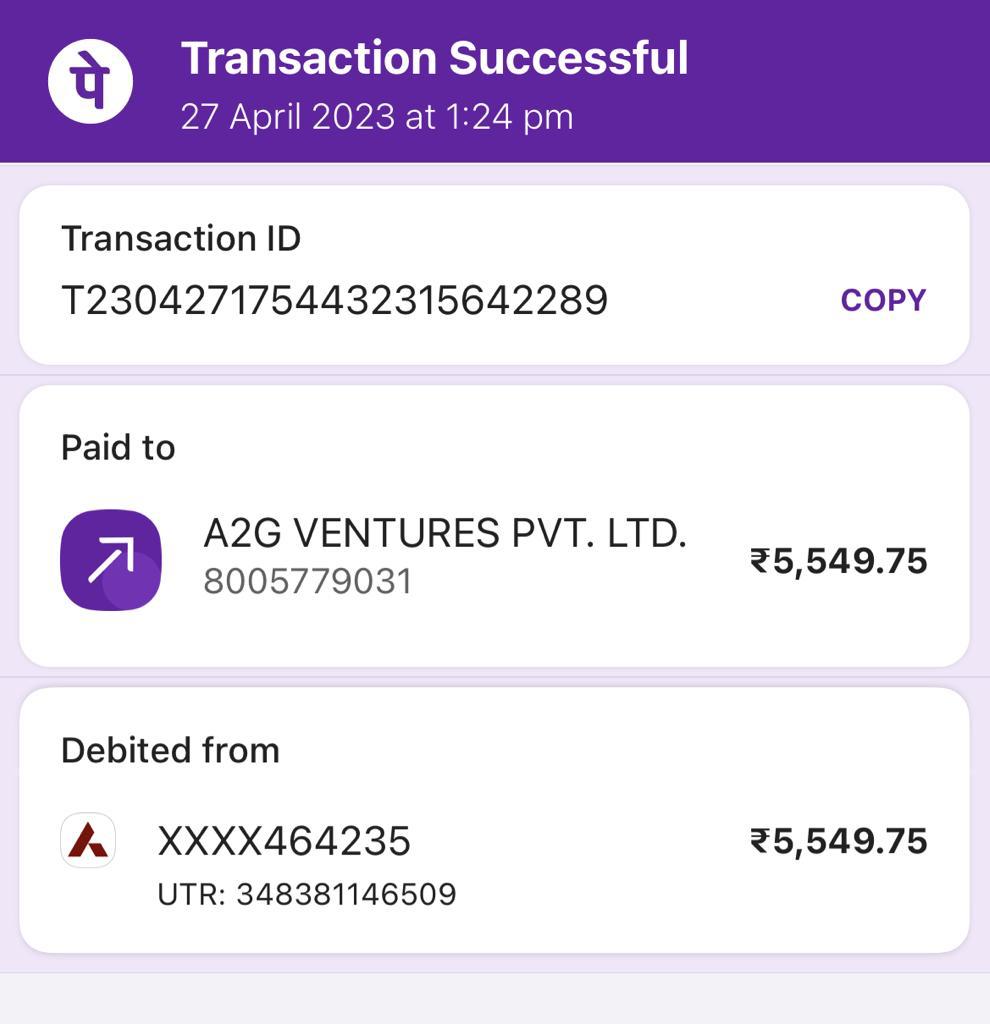 पे
Transaction Successful
27 April 2023 at 1:24 pm
Transaction ID
T2304271754432315642289
COPY
Paid to
A2G VENTURES PVT. LTD.
8005779031
₹5,549.75
Debited from
XXXX464235
₹5,549.75
UTR: 348381146509